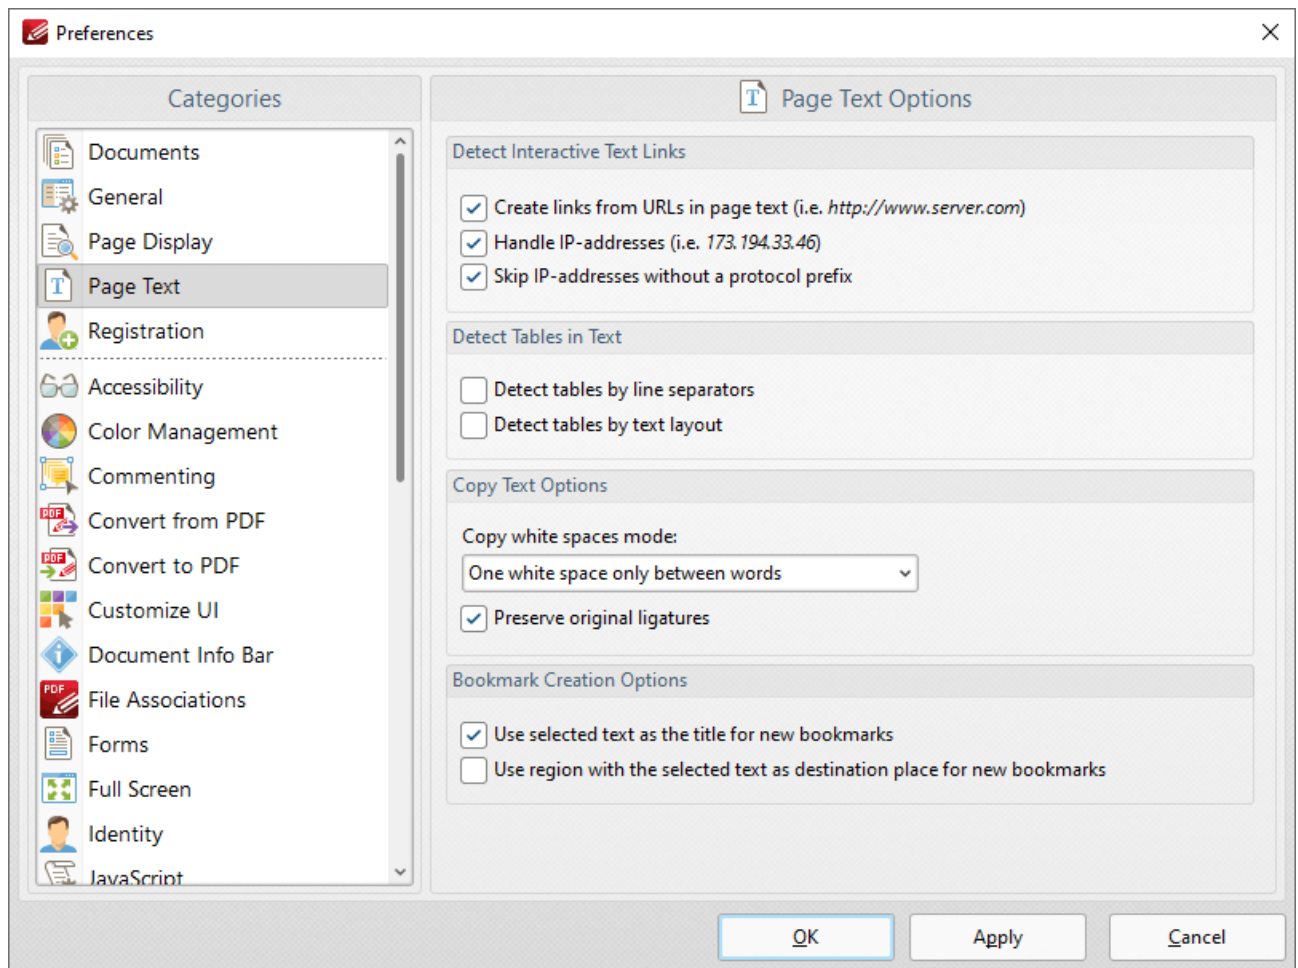 Preferences
Categories
Documents
General
Page Display
Page Text
Registration
Accessibility
Color Management
Commenting
Convert from PDF
Convert to PDF
Customize UI
Document Info Bar
File Associations
Forms
Full Screen
Identity
JavaScript
Page Text Options
Detect Interactive Text Links
Create links from URLs in page text (i.e. http://www.server.com)
Handle IP-addresses (i.e. 173.194.33.46)
Skip IP-addresses without a protocol prefix
Detect Tables in Text
Detect tables by line separators
Detect tables by text layout
Copy Text Options
Copy white spaces mode:
One white space only between words
Preserve original ligatures
Bookmark Creation Options
Use selected text as the title for new bookmarks
Use region with the selected text as destination place for new bookmarks
OK
Apply
Cancel